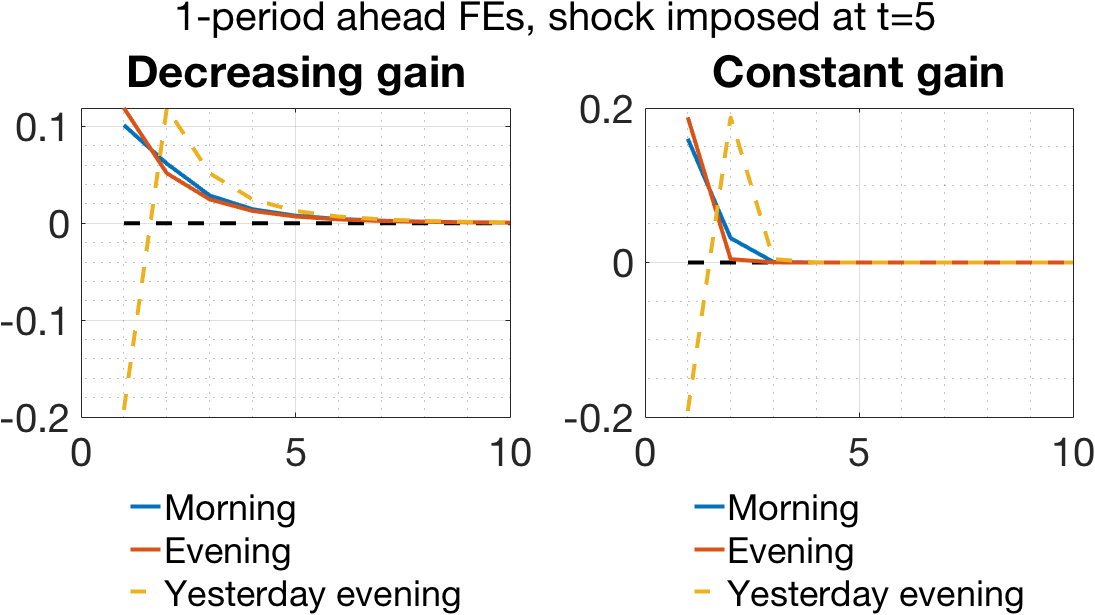 1-period ahead FEs, shock imposed at t=5
Decreasing gain
0.1
0
-0.1
-0.2
0
5
10
Morning
Evening
Yesterday evening
Constant gain
0.2
0
-0.2
0
5
10
Morning
Evening
Yesterday evening